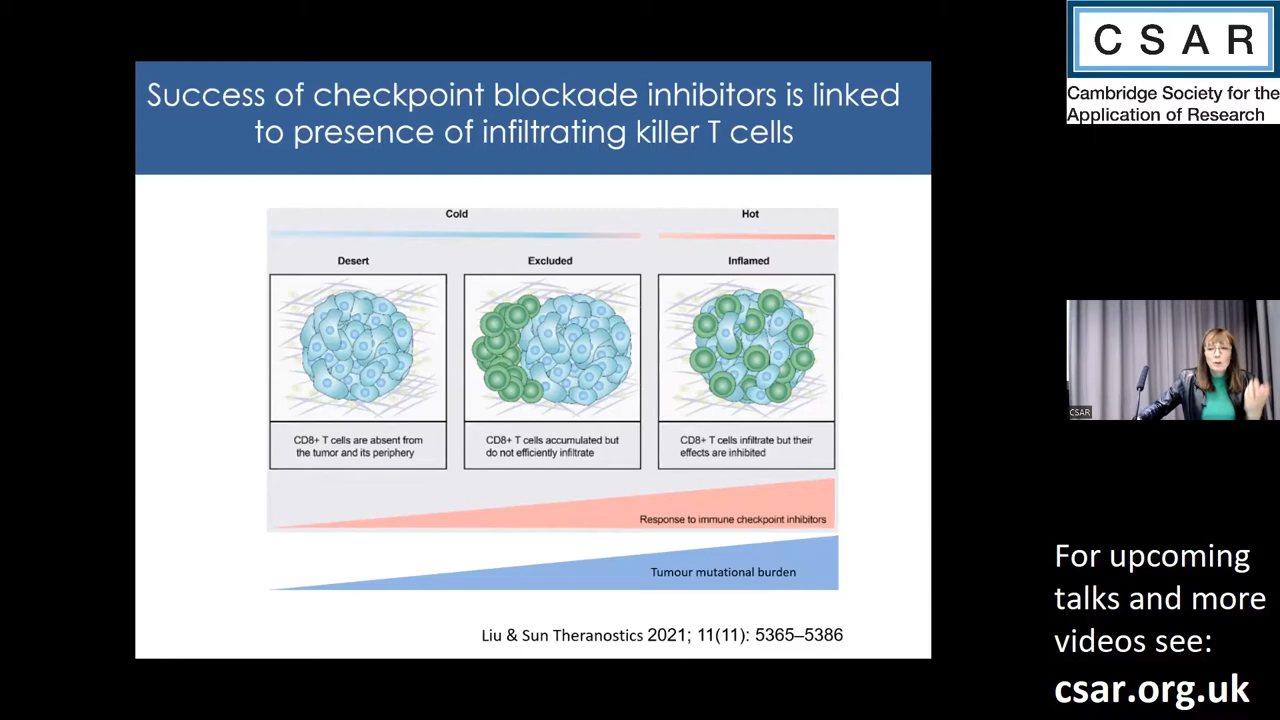 Success of checkpoint blockade inhibitors is linked
to presence of infiltrating killer T cells
Cold
Hot
Desert
Excluded
Inflamed
CD8+ T cells are absent from
the tumor and its periphery
CD8+ T cells accumulated but
do not efficiently infiltrate
CD8+ T cells infiltrate but their
effects are inhibited
Response to immune checkpoint inhibitors
Tumour mutational burden
Liu & Sun Theranostics 2021; 11(11): 5365–5386
CSAR
Cambridge Society for the
Application of Research
CSAR
For upcoming
talks and more
videos see:
csar.org.uk